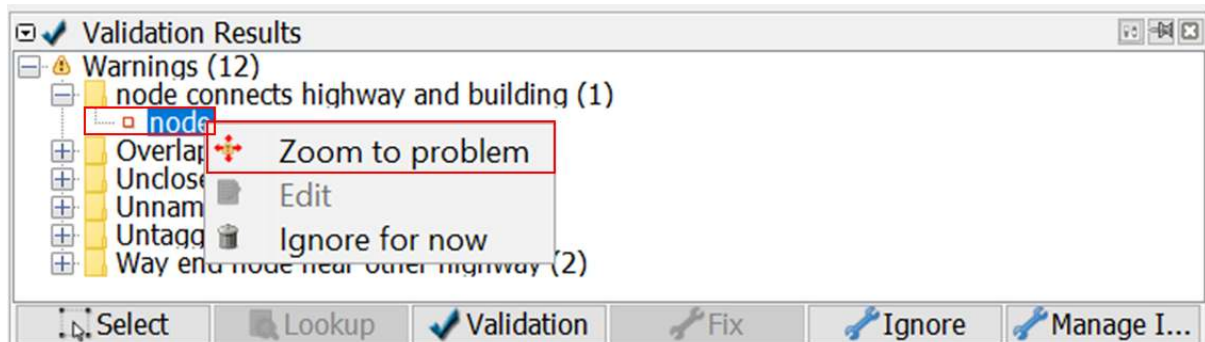 Validation Results
Warnings (12)
node connects highway and building (1)
node
Zoom to problem
Edit
Ignore for now
Way end node near other highway (2)
Select Lookup Validation Fix Ignore Manage I...